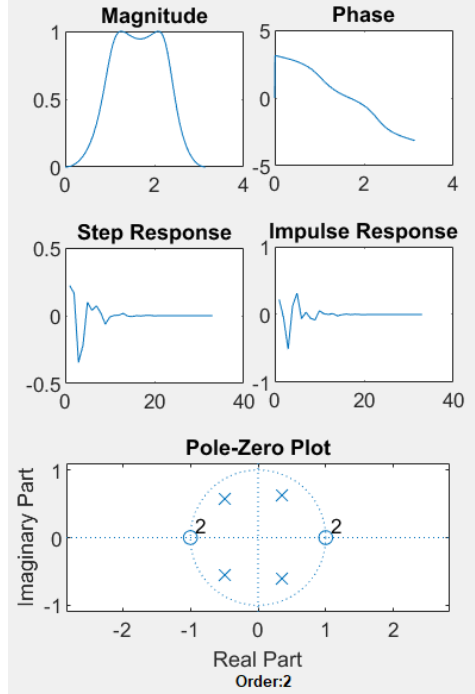 Magnitude
1
0.5
0
0 2 4
Phase
5
0
-5
0 2 4
Step Response
0.5
0
-0.5
0 20 40
Impulse Response
1
0
-1
0 20 40
Pole-Zero Plot
Imaginary Part
1
0
-1
2 2
-2 -1 0 1 2
Real Part
Order:2